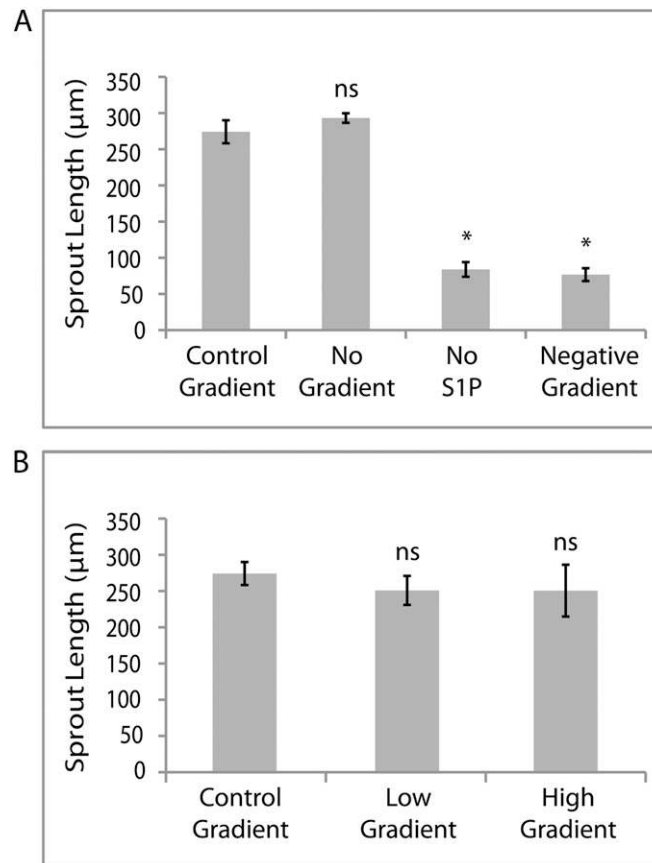 A
Sprout Length (µm)
350
300
250
200
150
100
50
0
ns
*
*
Control
Gradient
No
Gradient
No
S1P
Negative
Gradient
B
Sprout Length (µm)
350
300
250
200
150
100
50
0
ns
ns
Control
Gradient
Low
Gradient
High
Gradient